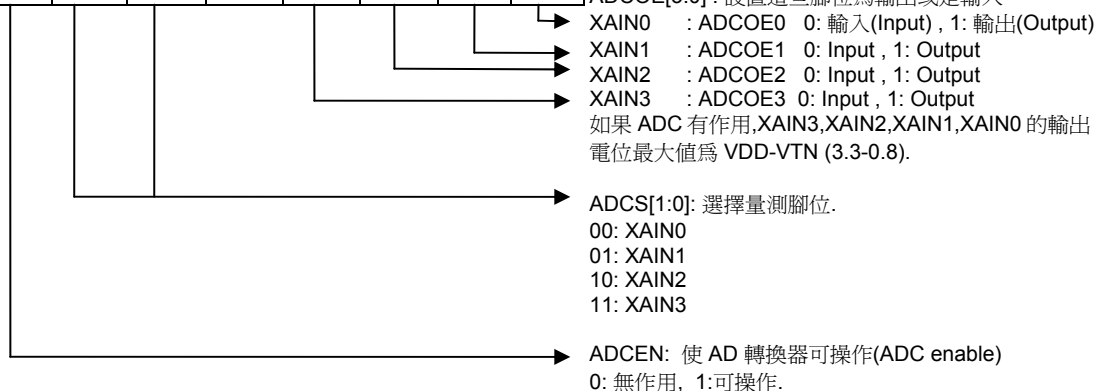 XAIN0 : ADCOE0 0: 輸入(Input) , 1: 輸出(Output)
XAIN1 : ADCOE1 0: Input , 1: Output
XAIN2 : ADCOE2 0: Input , 1: Output
XAIN3 : ADCOE3 0: Input , 1: Output
如果 ADC 有作用,XAIN3,XAIN2,XAIN1,XAIN0 的輸出
電位最大値爲 VDD-VTN (3.3-0.8).
ADCS[1:0]: 選擇量測腳位.
00: XAIN0
01: XAIN1
10: XAIN2
11: XAIN3
ADCEN: 使 AD 轉換器可操作(ADC enable)
0: 無作用, 1:可操作.